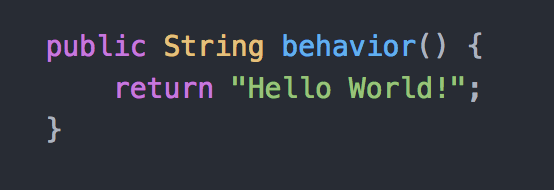 public String behavior() {
    return "Hello World!";
}